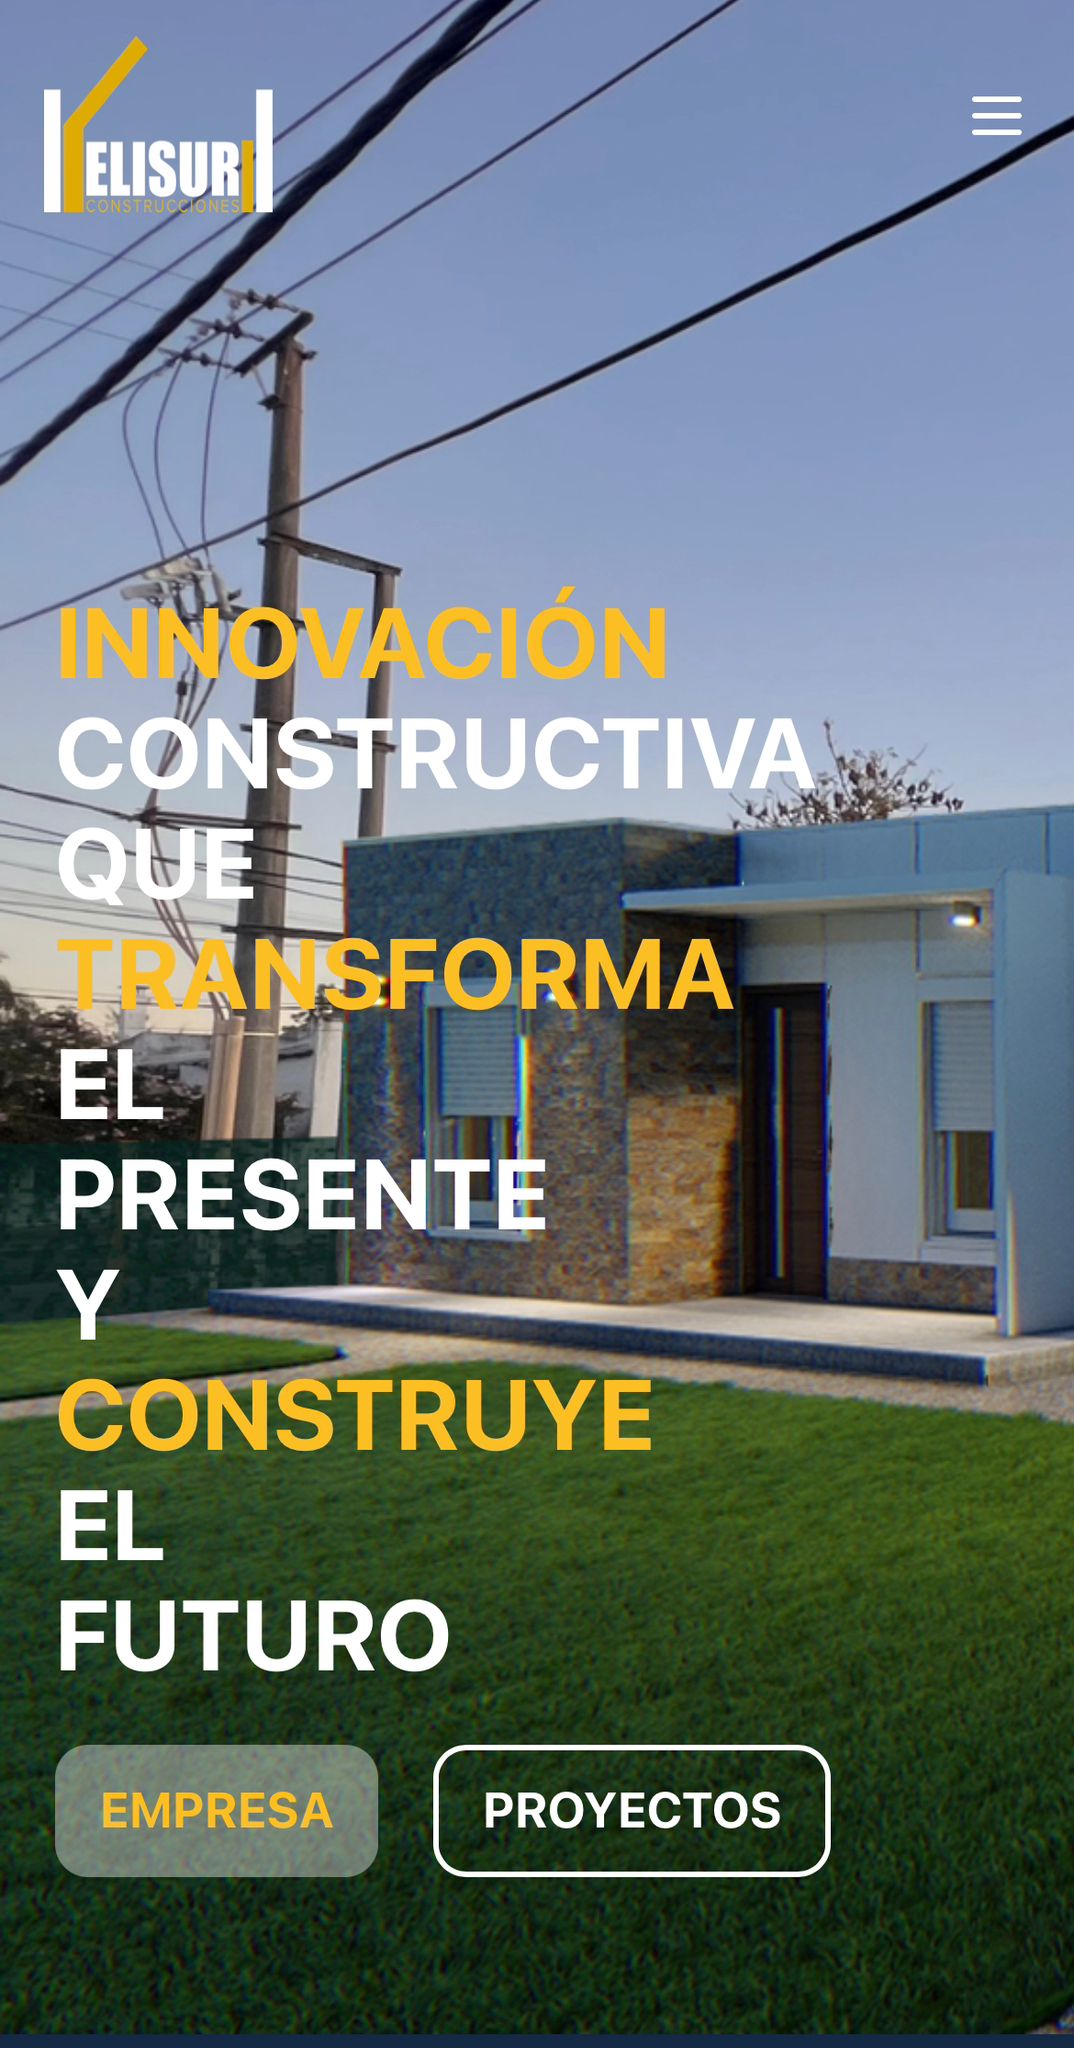 ELISUR
CONSTRUCCIONES
INNOVACIÓN
CONSTRUCTIVA
QUE
TRANSFORMA
EL
PRESENTE
Y
CONSTRUYE
EL
FUTURO
EMPRESA
PROYECTOS